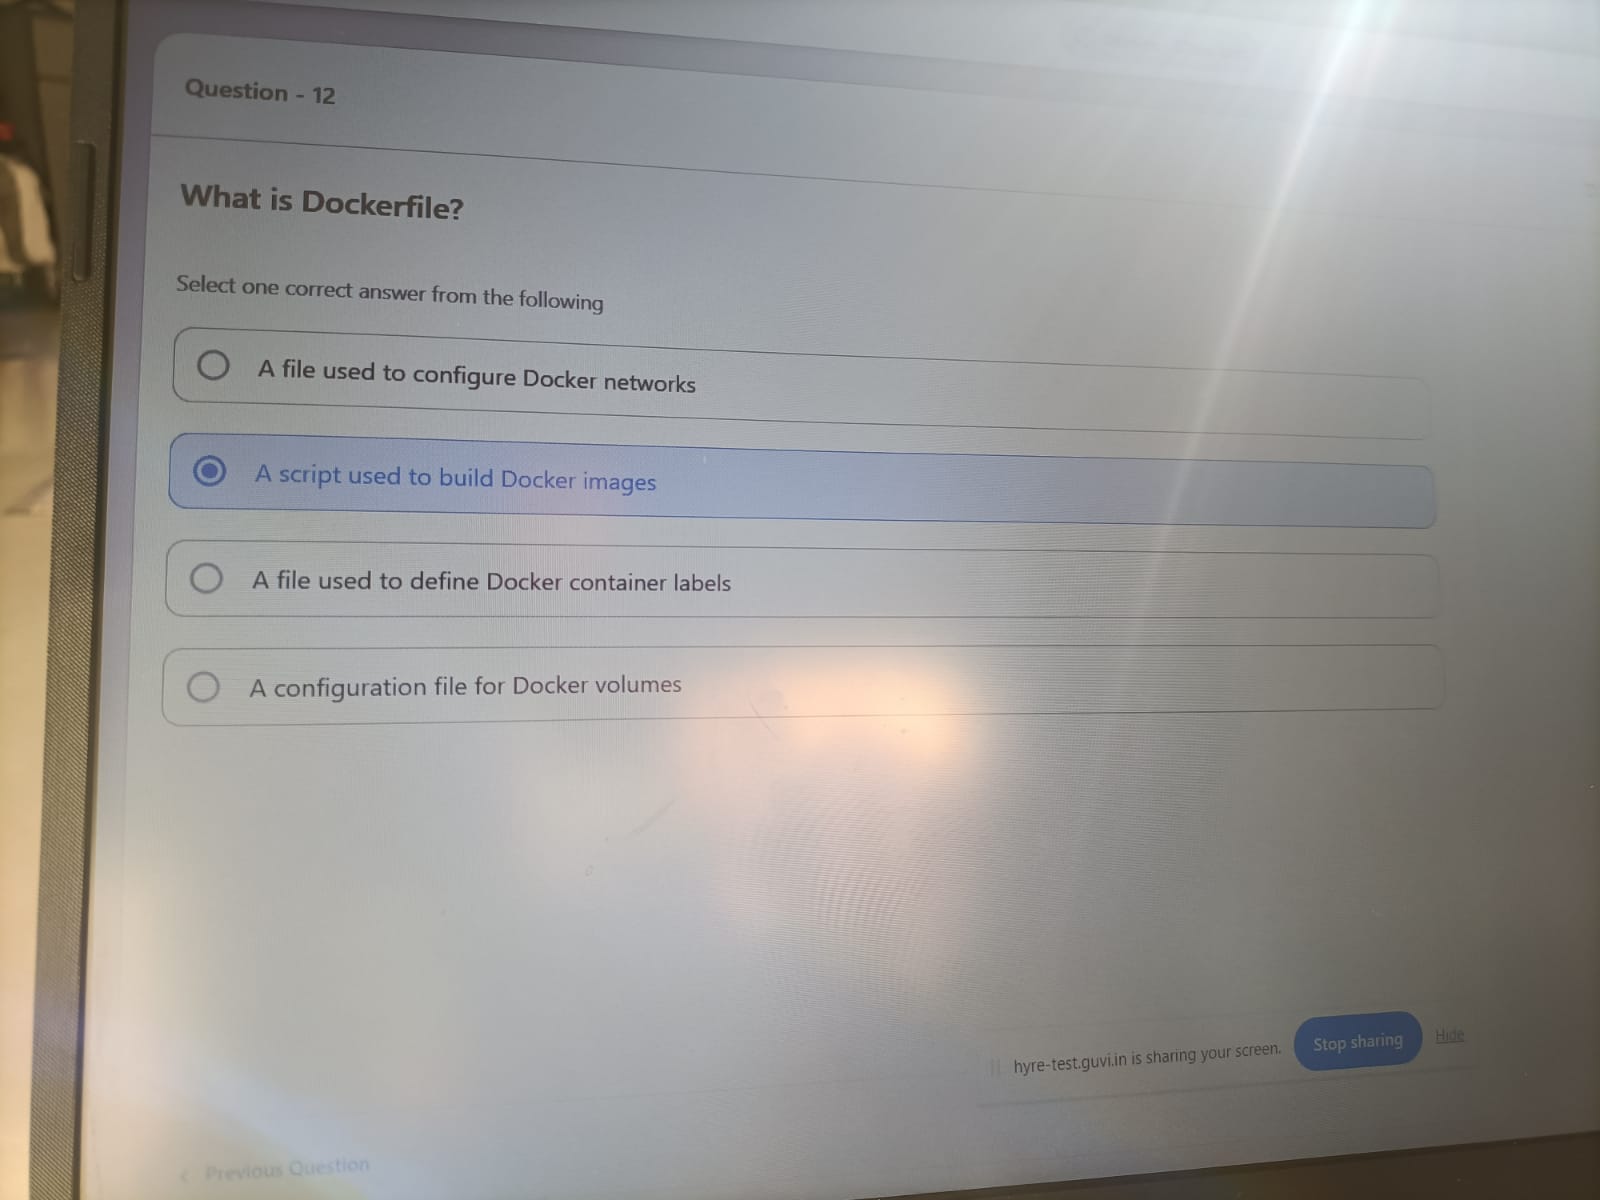 Question - 12
What is Dockerfile?
Select one correct answer from the following
A file used to configure Docker networks
A script used to build Docker images
A file used to define Docker container labels
A configuration file for Docker volumes
hyre-test.guvi.in is sharing your screen.
Stop sharing
Hide
< Previous Question